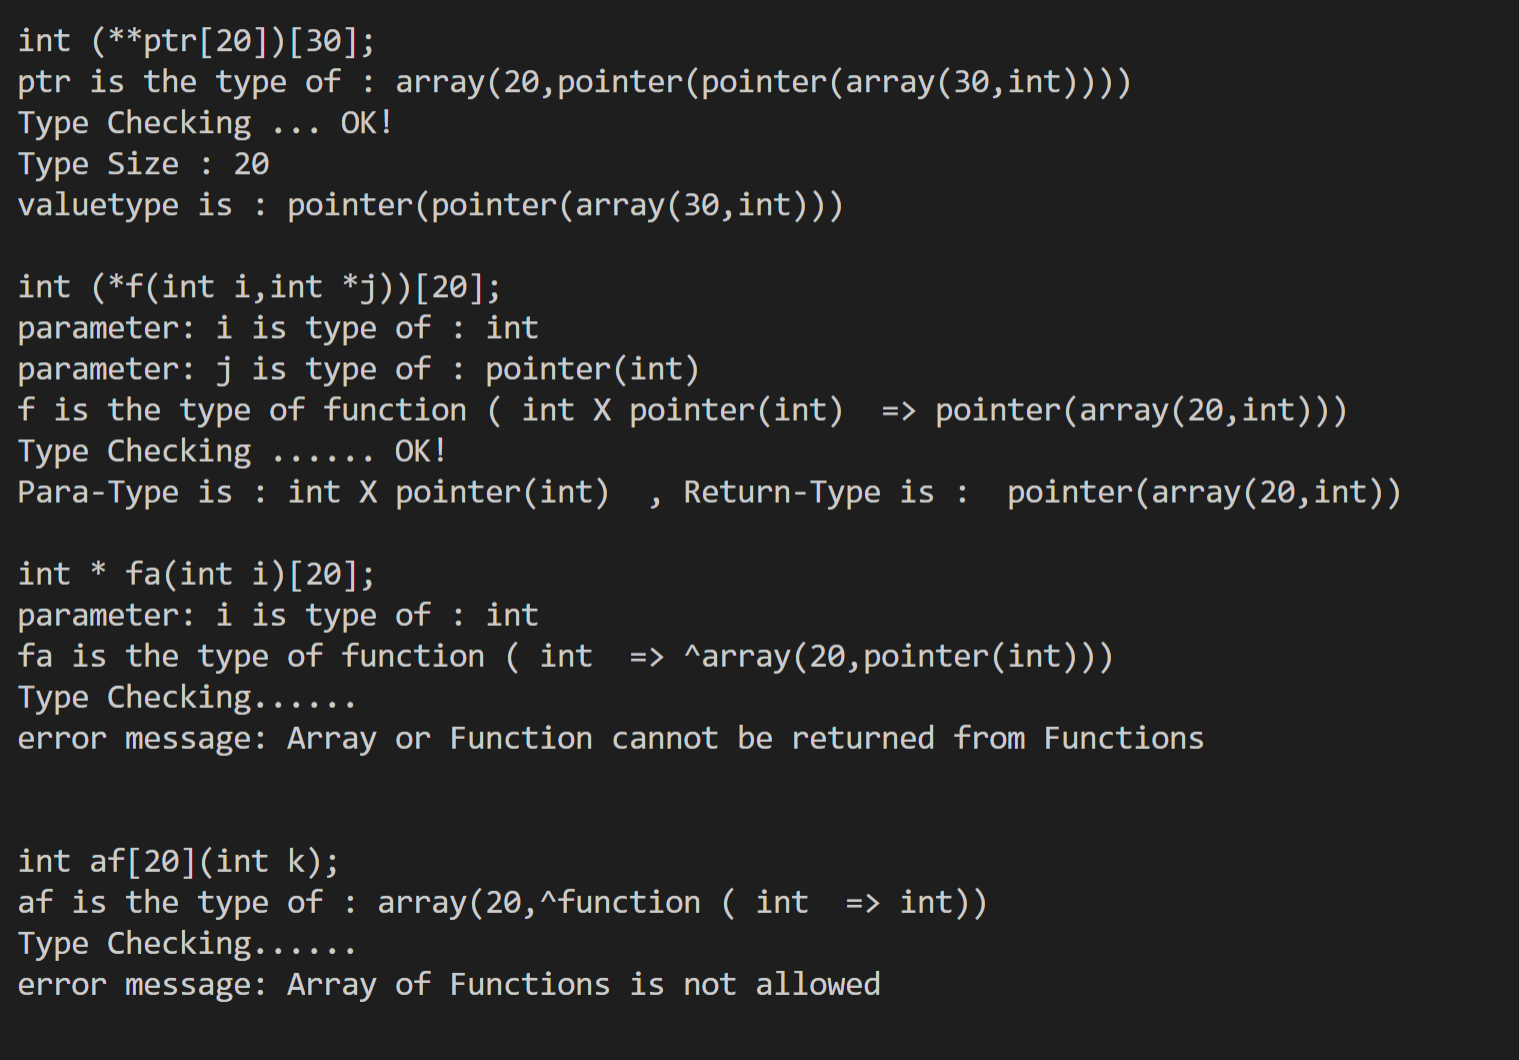 int (**ptr[20])[30];
ptr is the type of : array(20,pointer(pointer(array(30,int))))
Type Checking ... OK!
Type Size : 20
valuetype is : pointer(pointer(array(30,int)))
int (*f(int i,int *j))[20];
parameter: i is type of : int
parameter: j is type of : pointer(int)
f is the type of function ( int X pointer(int)  => pointer(array(20,int)))
Type Checking ...... OK!
Para-Type is : int X pointer(int)  , Return-Type is :  pointer(array(20,int))
int * fa(int i)[20];
parameter: i is type of : int
fa is the type of function ( int  => ^array(20,pointer(int)))
Type Checking......
error message: Array or Function cannot be returned from Functions
int af[20](int k);
af is the type of : array(20,^function ( int  => int))
Type Checking......
error message: Array of Functions is not allowed